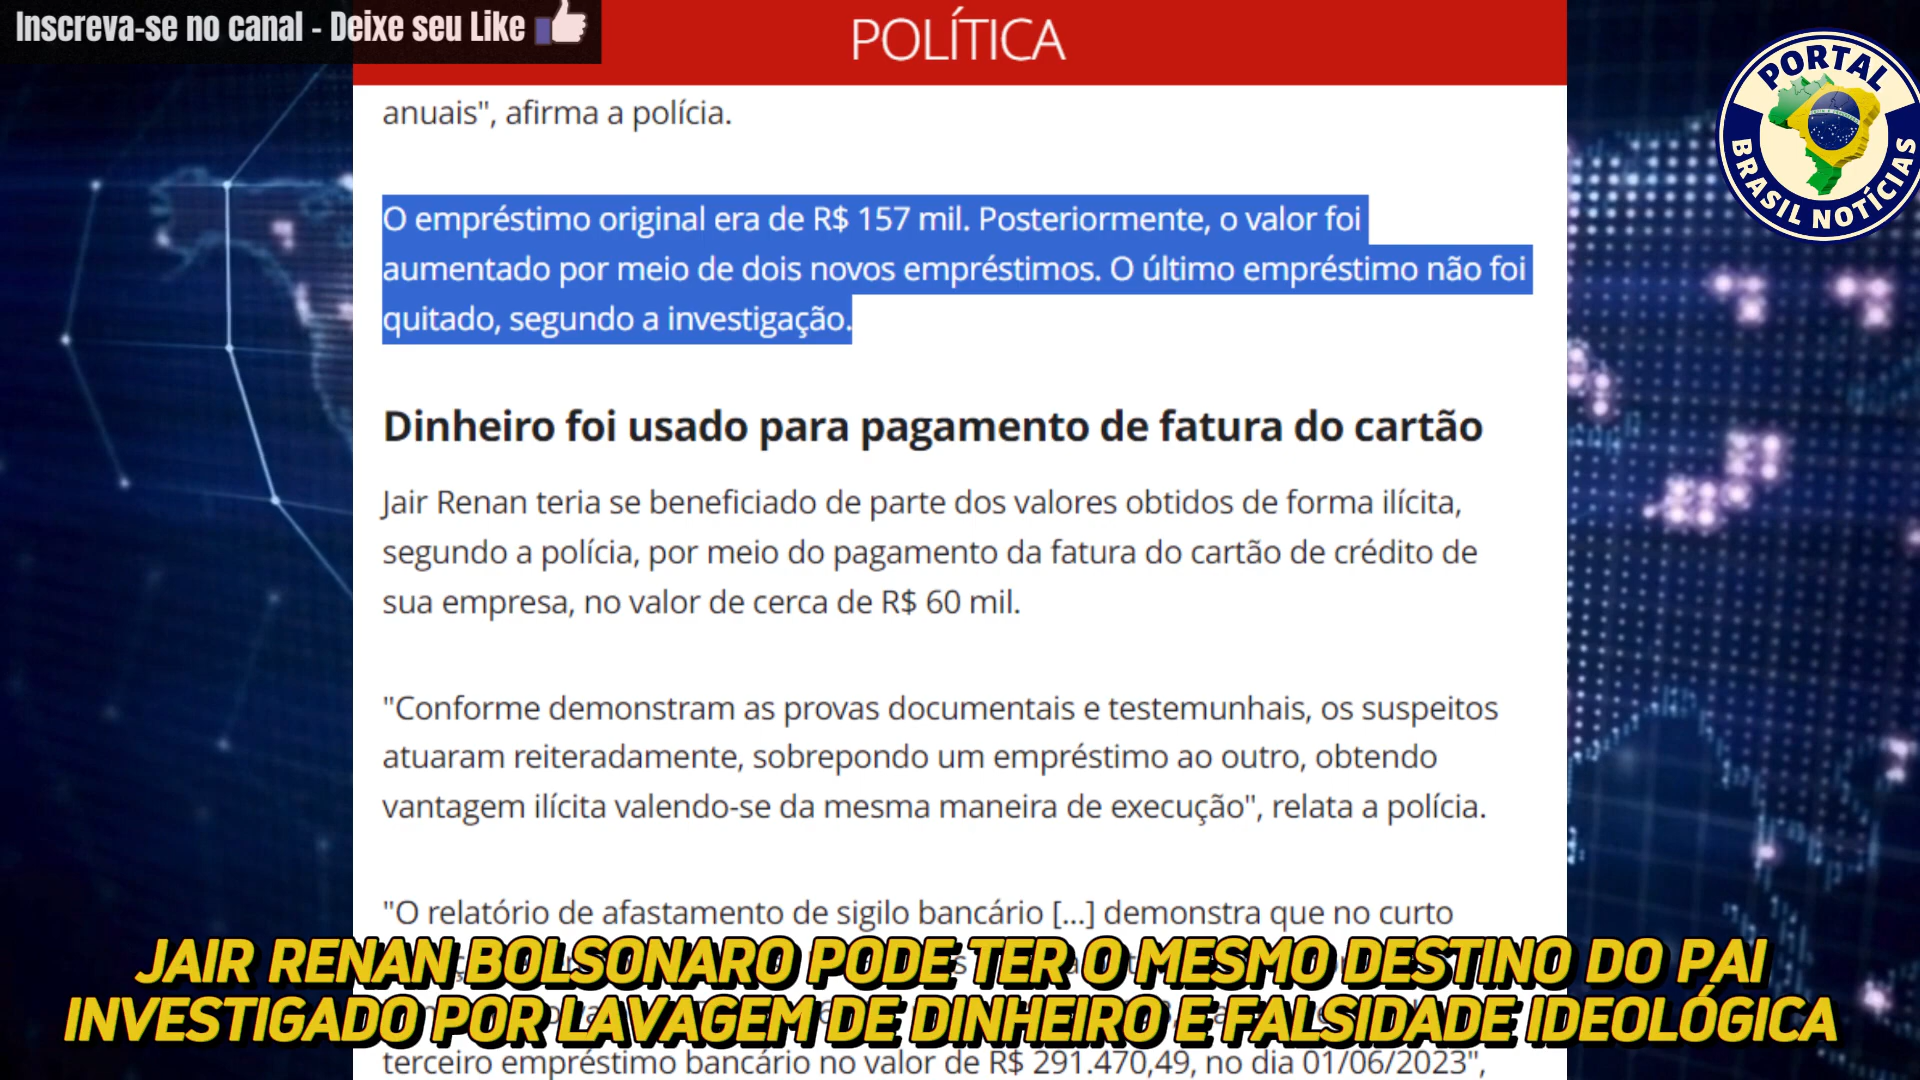 Inscreva-se no canal - Deixe seu Like
POLÍTICA
PORTAL
BRASIL NOTÍCIAS
anuais", afirma a polícia.
O empréstimo original era de R$ 157 mil. Posteriormente, o valor foi
aumentado por meio de dois novos empréstimos. O último empréstimo não foi
quitado, segundo a investigação.
Dinheiro foi usado para pagamento de fatura do cartão
Jair Renan teria se beneficiado de parte dos valores obtidos de forma ilícita,
segundo a polícia, por meio do pagamento da fatura do cartão de crédito de
sua empresa, no valor de cerca de R$ 60 mil.
"Conforme demonstram as provas documentais e testemunhais, os suspeitos
atuaram reiteradamente, sobrepondo um empréstimo ao outro, obtendo
vantagem ilícita valendo-se da mesma maneira de execução", relata a polícia.
"O relatório de afastamento de sigilo bancário [...] demonstra que no curto
JAIR RENAN BOLSONARO PODE TER O MESMO DESTINO DO PAI
INVESTIGADO POR LAVAGEM DE DINHEIRO E FALSIDADE IDEOLÓGICA
terceiro empréstimo bancário no valor de R$ 291.470,49, no dia 01/06/2023",